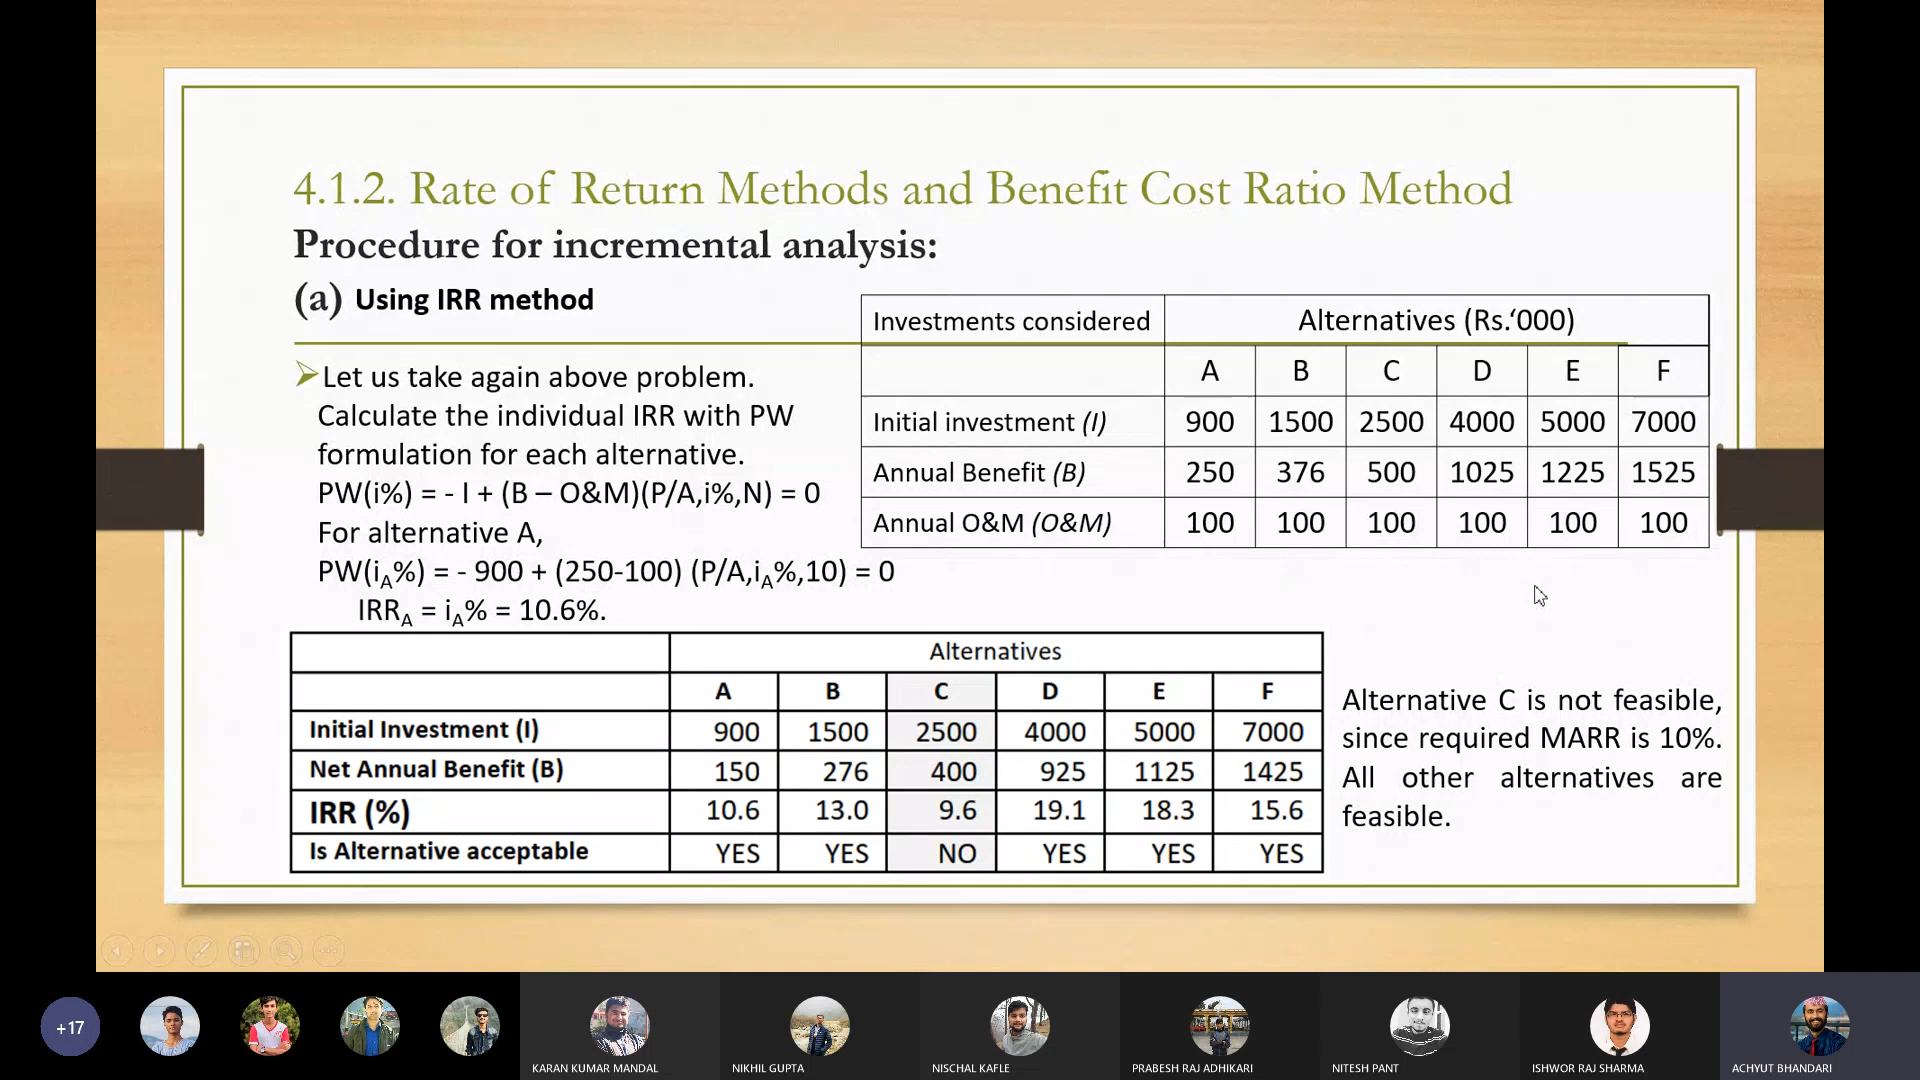 4.1.2. Rate of Return Methods and Benefit Cost Ratio Method
Procedure for incremental analysis:
(a) Using IRR method
Let us take again above problem.
Calculate the individual IRR with PW
formulation for each alternative.
PW(i%) = - I + (B – O&M)(P/A,i%,N) = 0
For alternative A,
PW(iA%) = - 900 + (250-100) (P/A,iA%,10) = 0
IRRA = iA% = 10.6%.
Investments considered Alternatives (Rs.‘000)
A B C D E F
Initial investment (I) 900 1500 2500 4000 5000 7000
Annual Benefit (B) 250 376 500 1025 1225 1525
Annual O&M (O&M) 100 100 100 100 100 100
Alternatives
A B C D E F
Initial Investment (I) 900 1500 2500 4000 5000 7000
Net Annual Benefit (B) 150 276 400 925 1125 1425
IRR (%) 10.6 13.0 9.6 19.1 18.3 15.6
Is Alternative acceptable YES YES NO YES YES YES
Alternative C is not feasible,
since required MARR is 10%.
All other alternatives are
feasible.
+17
KARAN KUMAR MANDAL
NIKHIL GUPTA
NISCHAL KAFLE
PRABESH RAJ ADHIKARI
NITESH PANT
ISHWOR RAJ SHARMA
ACHYUT BHANDARI